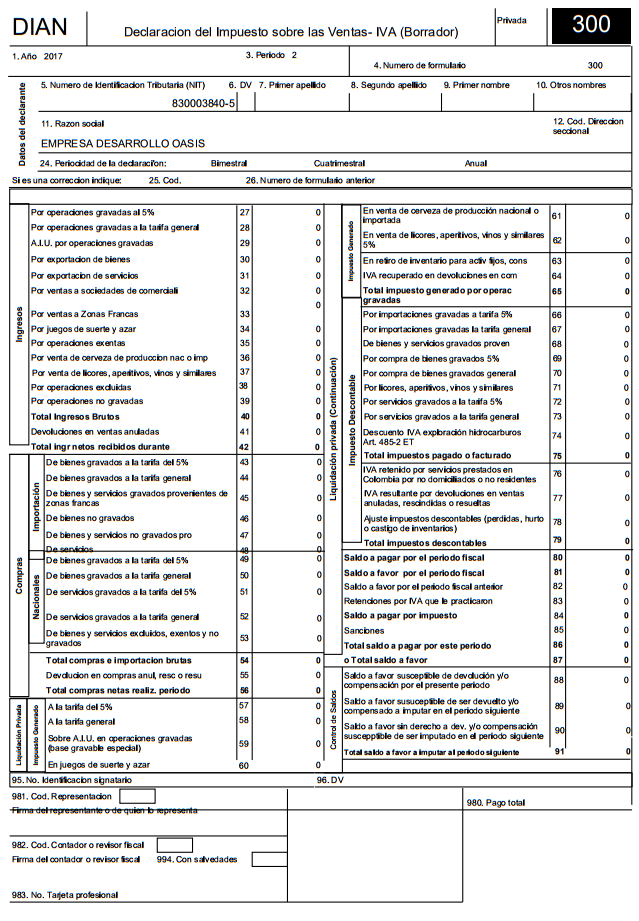 DIAN
Declaracion del Impuesto sobre las Ventas- IVA (Borrador)
Privada
300
1. Año 2017
3. Periodo 2
4. Numero de formulario 300
Datos del declarante
5. Numero de Identificacion Tributaria (NIT) 6. DV 7. Primer apellido 8. Segundo apellido 9. Primer nombre 10. Otros nombres
830003840-5
11. Razon social
12. Cod. Direccion
seccional
EMPRESA DESARROLLO OASIS
24. Periocidad de la declarací'on: Bimestral Cuatrimestral Anual
Si es una correccion indique: 25. Cod. 26. Numero de formulario anterior
Ingresos
Por operaciones gravadas al 5% 27 0
Por operaciones gravadas a la tarifa general 28 0
A.I.U. por operaciones gravadas 29 0
Por exportacion de bienes 30 0
Por exportacion de servicios 31 0
Por ventas a sociedades de comerciali 32 0
0
Por ventas a Zonas Francas 33
Por juegos de suerte y azar 34 0
Por operaciones exentas 35 0
Por venta de cerveza de produccion nac o imp 36 0
Por venta de licores, aperitivos, vinos y similares 37 0
Por operaciones excluidas 38 0
Por operaciones no gravadas 39 0
Total Ingresos Brutos 40 0
Devoluciones en ventas anuladas 41 0
Total ingr netos recibidos durante 42 0
Compras
Importación
De bienes gravados a la tarifa del 5% 43 0
De bienes gravados a la tarifa general 44 0
De bienes y servicios gravados provenientes de
zonas francas 45 0
De bienes no gravados 46 0
De bienes y servicios no gravados pro 47 0
De servicios 48 0
Nacionales
De bienes gravados a la tarifa del 5% 49 0
De bienes gravados a la tarifa general 50 0
De servicios gravados a la tarifa del 5% 51 0
De servicios gravados a la tarifa general 52 0
De bienes y servicios excluidos, exentos y no
gravados 53 0
Total compras e importacion brutas 54 0
Devolucion en compras anul, resc o resu 55 0
Total compras netas realiz. periodo 56 0
Liquidación Privada
Impuesto Generado
A la tarifa del 5% 57 0
A la tarifa general 58 0
Sobre A.I.U. en operaciones gravadas
(base gravable especial) 59 0
En juegos de suerte y azar 60 0
Liquidación privada (Continuación)
Impuesto Generado
En venta de cerveza de producción nacional o
importada 61 0
En venta de licores, aperitivos, vinos y similares
5% 62 0
En retiro de inventario para activ fijos, cons 63 0
IVA recuperado en devoluciones en com 64 0
Total impuesto generado por operac 65 0
gravadas
Impuesto Descontable
Por importaciones gravadas a tarifa 5% 66 0
Por importaciones gravadas la tarifa general 67 0
De bienes y servicios gravados proven 68 0
Por compra de bienes gravados 5% 69 0
Por compra de bienes gravados general 70 0
Por licores, aperitivos, vinos y similares 71 0
Por servicios gravados a la tarifa 5% 72 0
Por servicios gravados a la tarifa general 73 0
Descuento IVA exploración hidrocarburos
Art. 485-2 ET 74 0
Total impuestos pagado o facturado 75 0
IVA retenido por servicios prestados en
Colombia por no domiciliados o no residentes 76 0
IVA resultante por devoluciones en ventas
anuladas, rescindidas o resueltas 77 0
Ajuste impuestos descontables (perdidas, hurto
o castigo de inventarios) 78 0
Total impuestos descontables 79 0
Saldo a pagar por el periodo fiscal 80 0
Saldo a favor por el periodo fiscal 81 0
Saldo a favor por el periodo fiscal anterior 82 0
Retenciones por IVA que le practicaron 83 0
Saldo a pagar por impuesto 84 0
Sanciones 85 0
Total saldo a pagar por este periodo 86 0
o Total saldo a favor 87 0
Control de Saldos
Saldo a favor susceptible de devolución y/o
compensación por el presente periodo 88 0
Saldo a favor sususceptible de ser devuelto y/o
compensado a imputar en el periodo siguiente 89 0
Saldo a favor sin derecho a dev. y/o compensación
suscepptible de ser imputado en el periodo siguiente 90 0
Total saldo a favor a imputar al periodo siguiente 91 0
95. No. Identificacion signatario 96. DV
981. Cod. Representacion
Firma del representante o de quien lo representa
980. Pago total
982. Cod. Contador o revisor fiscal
Firma del contador o revisor fiscal 994. Con salvedades
983. No. Tarjeta profesional